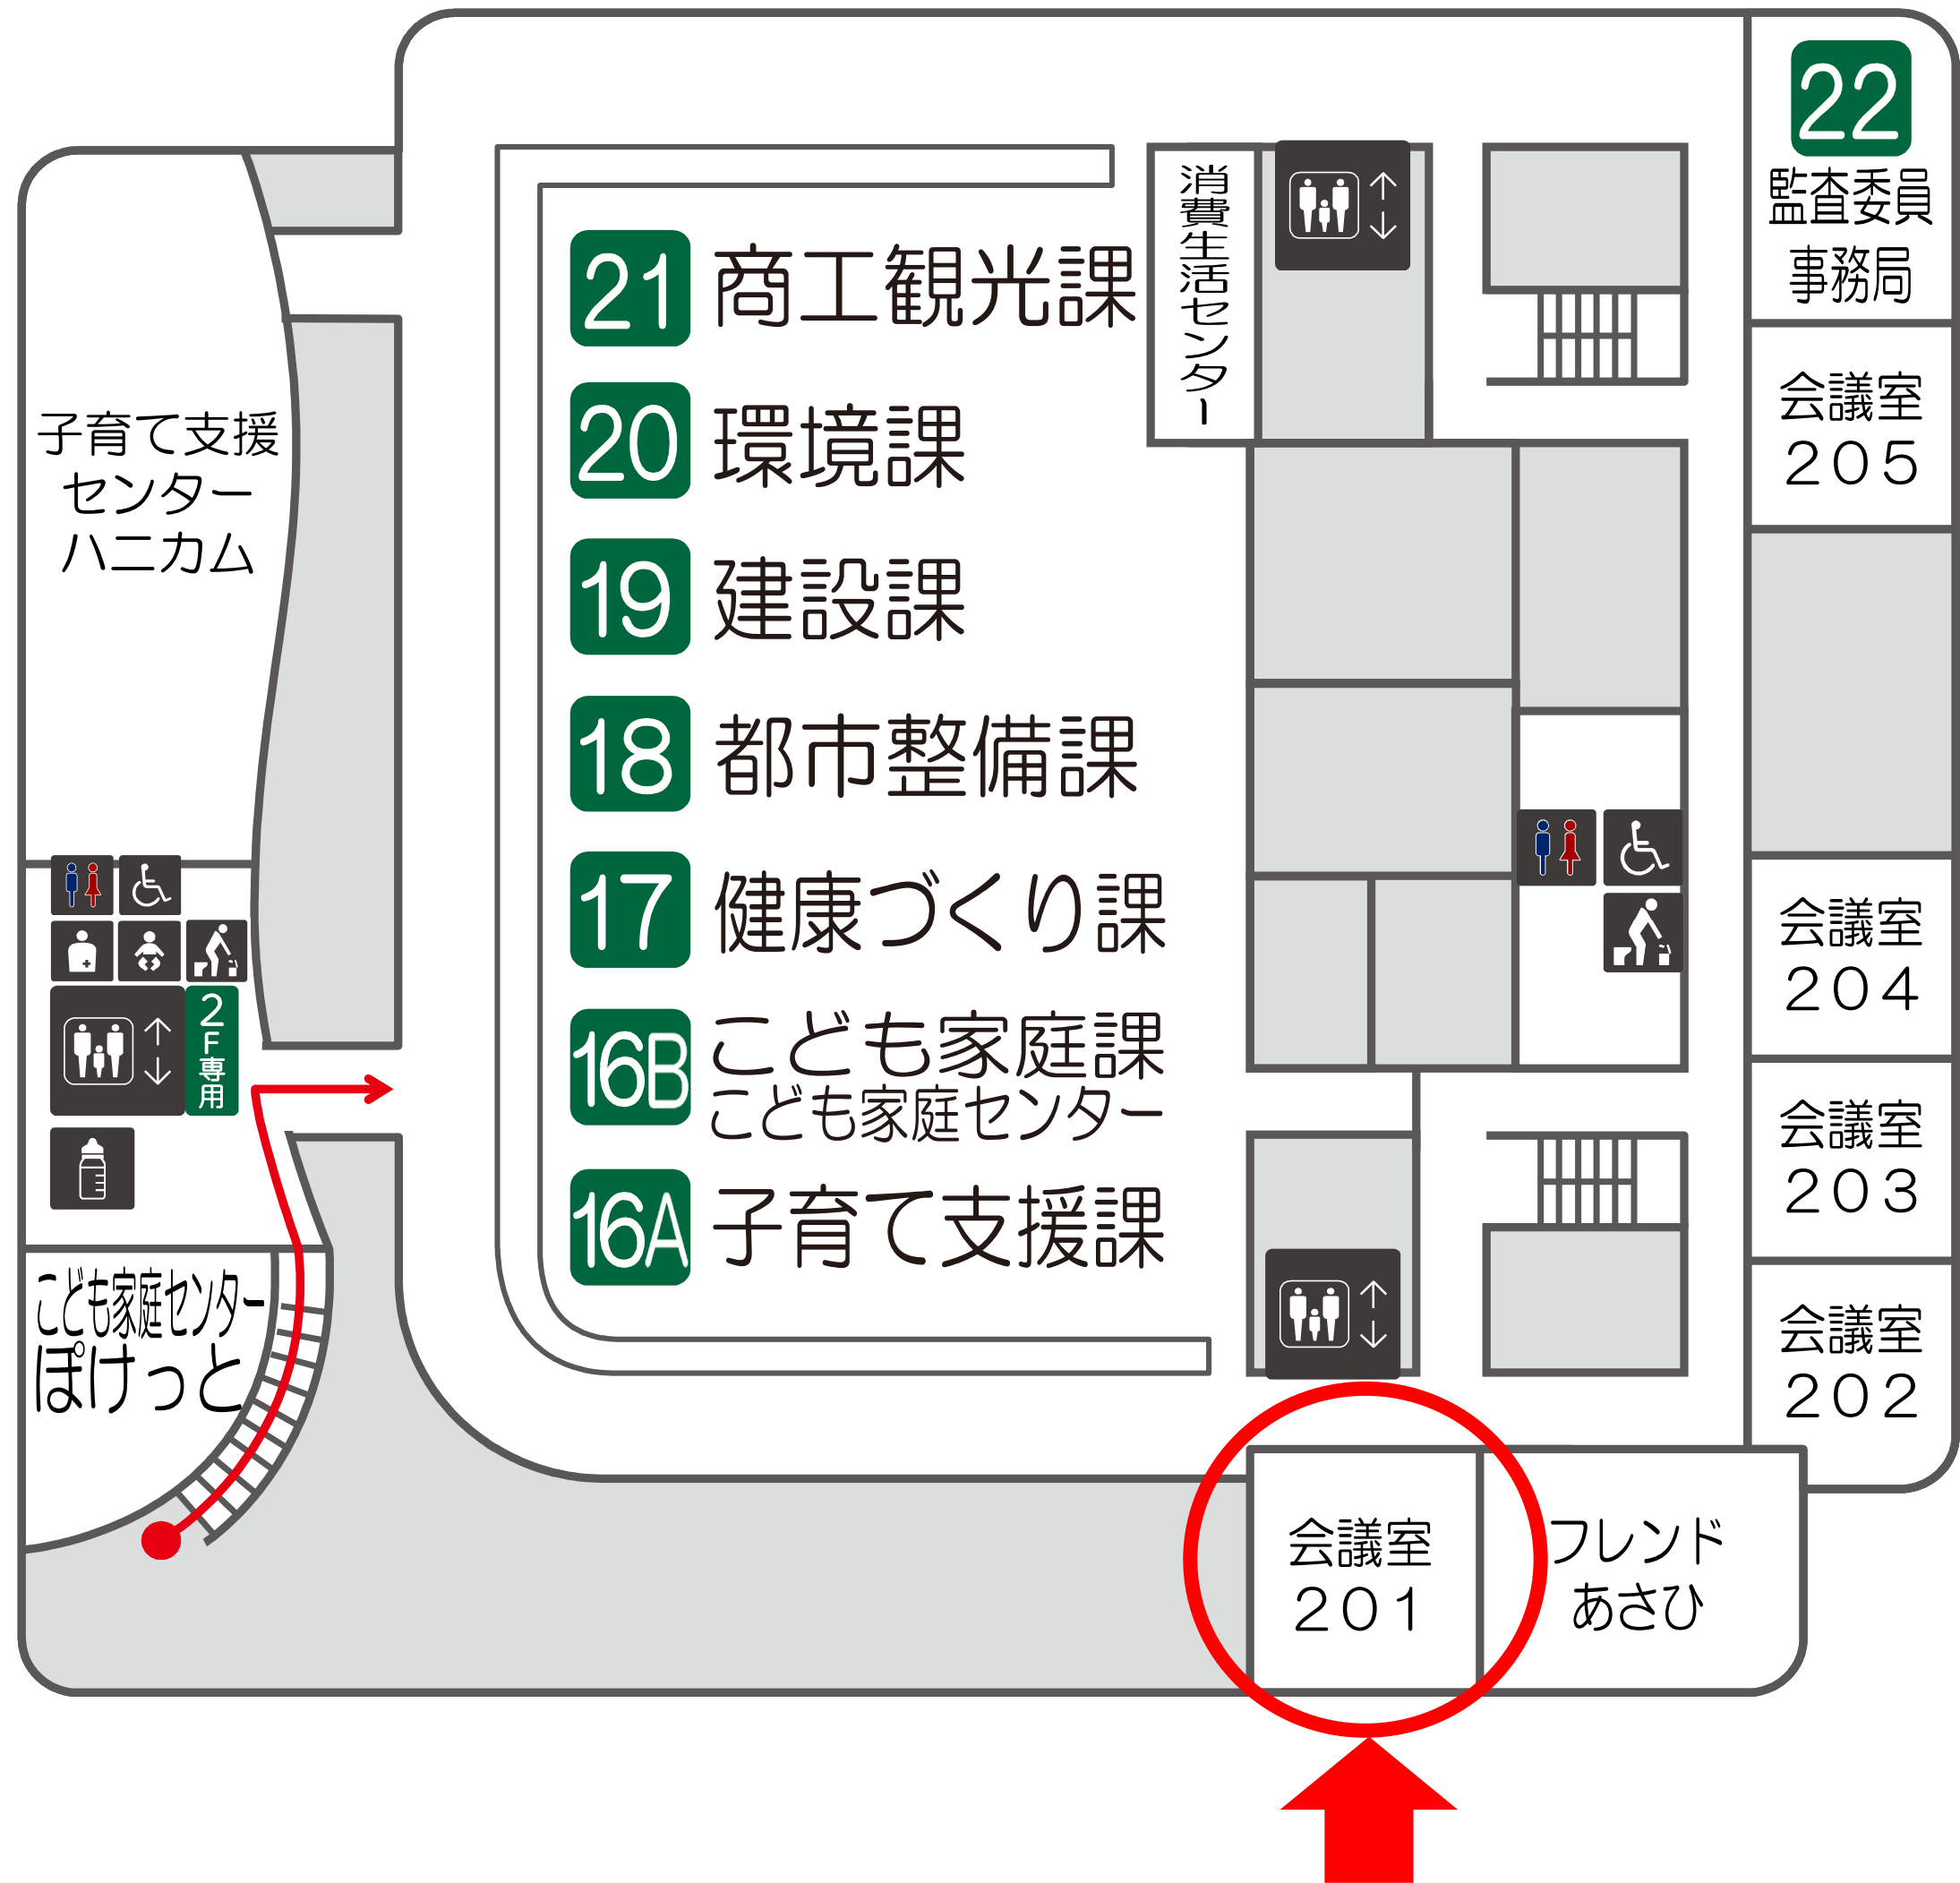 22
監査委員
事務局
消費生活センター
21 商工観光課
20 環境課
19 建設課
18 都市整備課
17 健康づくり課
16B こども家庭課
こども家庭センター
16A 子育て支援課
子育て支援
センター
ハニカム
2F専用
こども家庭センター
ぽけっと
会議室
205
会議室
204
会議室
203
会議室
202
会議室
201
フレンド
あさひ